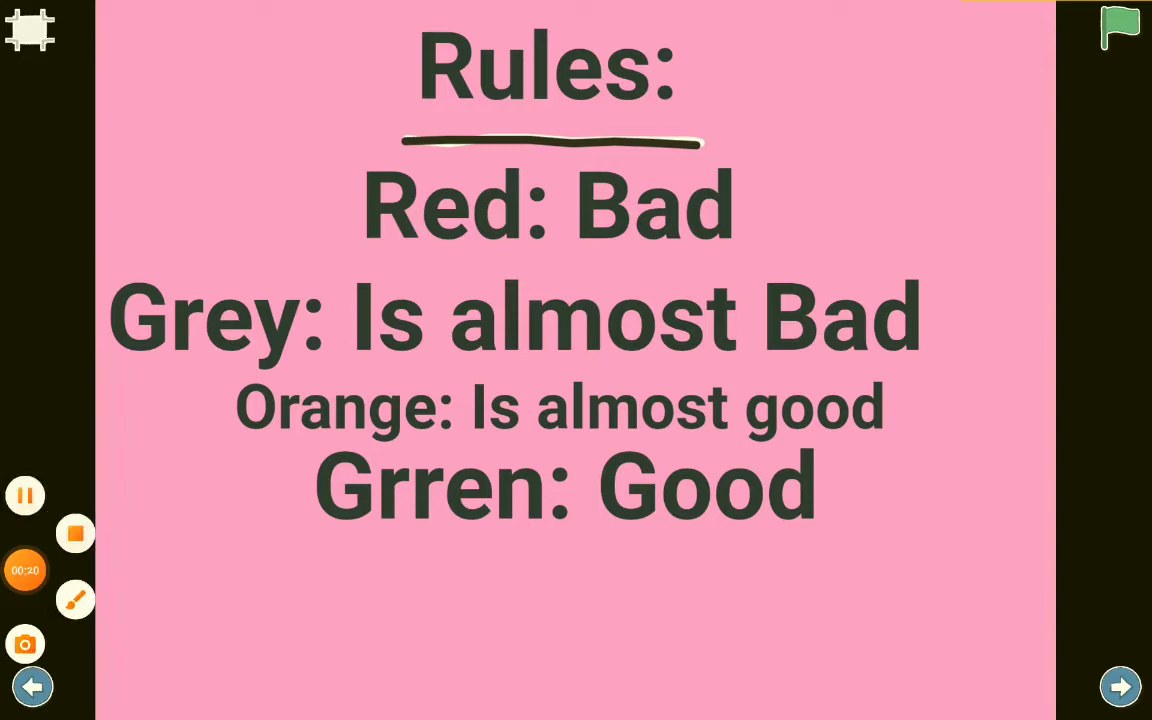 Rules:
Red: Bad
Grey: Is almost Bad
Orange: Is almost good
Grren: Good
00:20